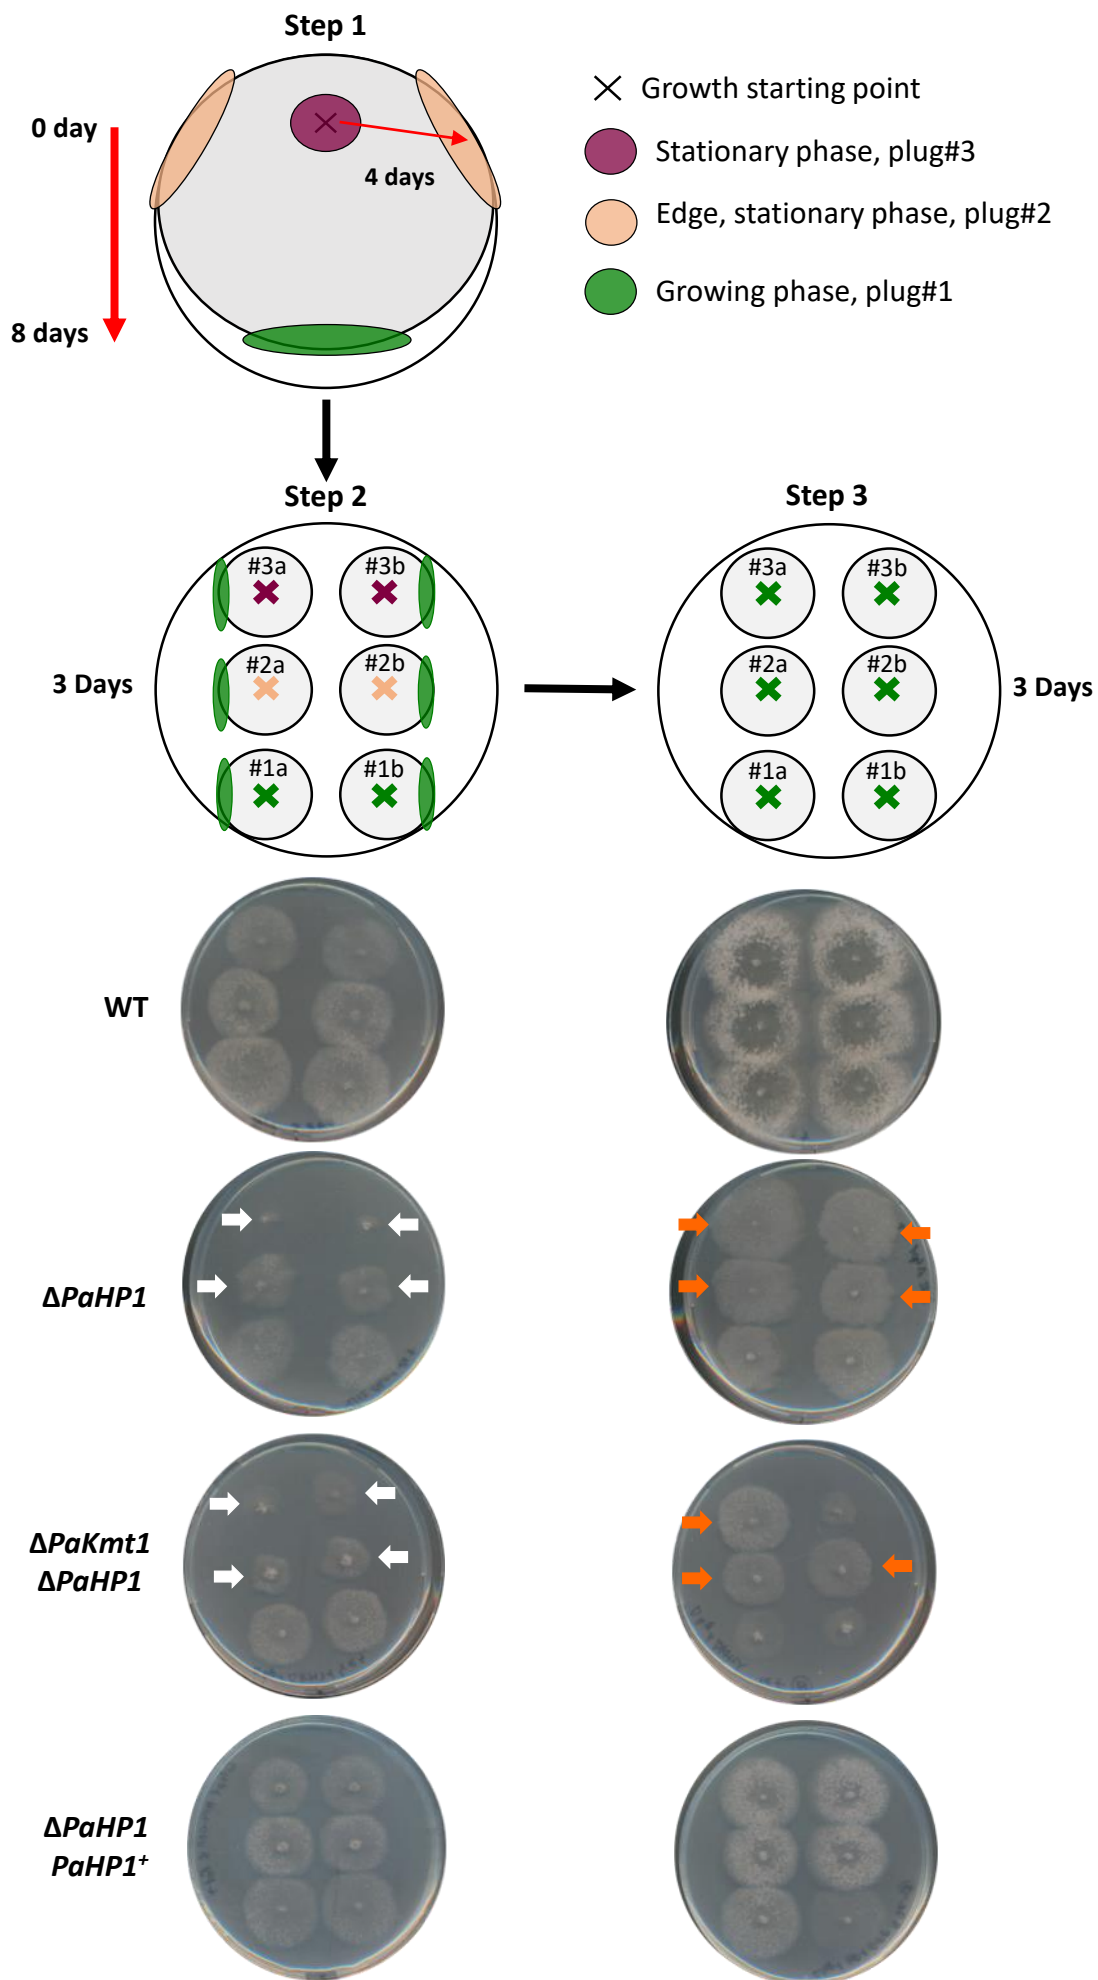 Step 1
Growth starting point
0 day
Stationary phase, plug#3
4 days
Edge, stationary phase, plug#2
Growing phase, plug#1
8 days
Step 2
Step 3
#3a
#3b
#3a
#3b
#2a
#2b
#2a
#2b
3 Days
3 Days
#1a
#1b
#1a
#1b
WT
ΔPaHP1
ΔPaKmt1
ΔPaHP1
ΔPaHP1
PaHP1⁺